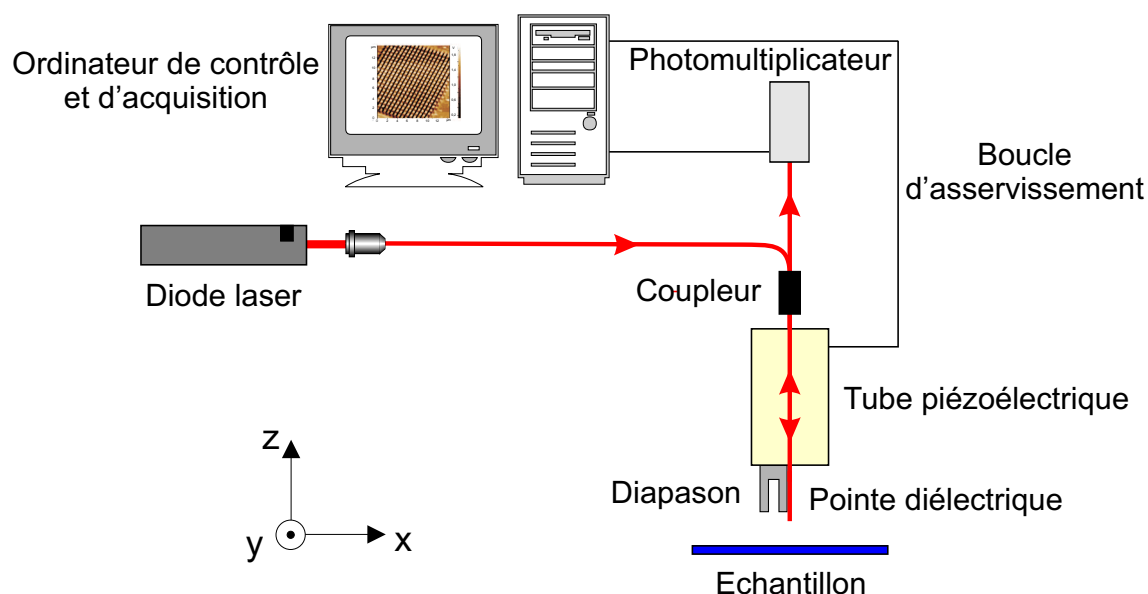 Ordinateur de contrôle
et d'acquisition
Photomultiplicateur
Boucle
d'asservissement
Diode laser
Coupleur
Tube piézoélectrique
Diapason
Pointe diélectrique
Echantillon
z
y
x